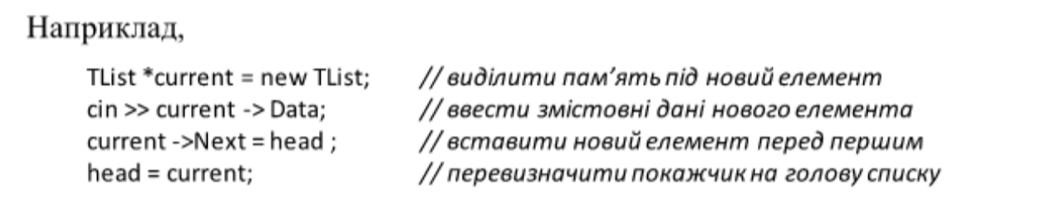 Наприклад,
TList *current = new TList; // виділити пам’ять під новий елемент
cin >> current -> Data; // ввести змістовні дані нового елемента
current ->Next = head ; // вставити новий елемент перед першим
head = current; // перевизначити покажчик на голову списку